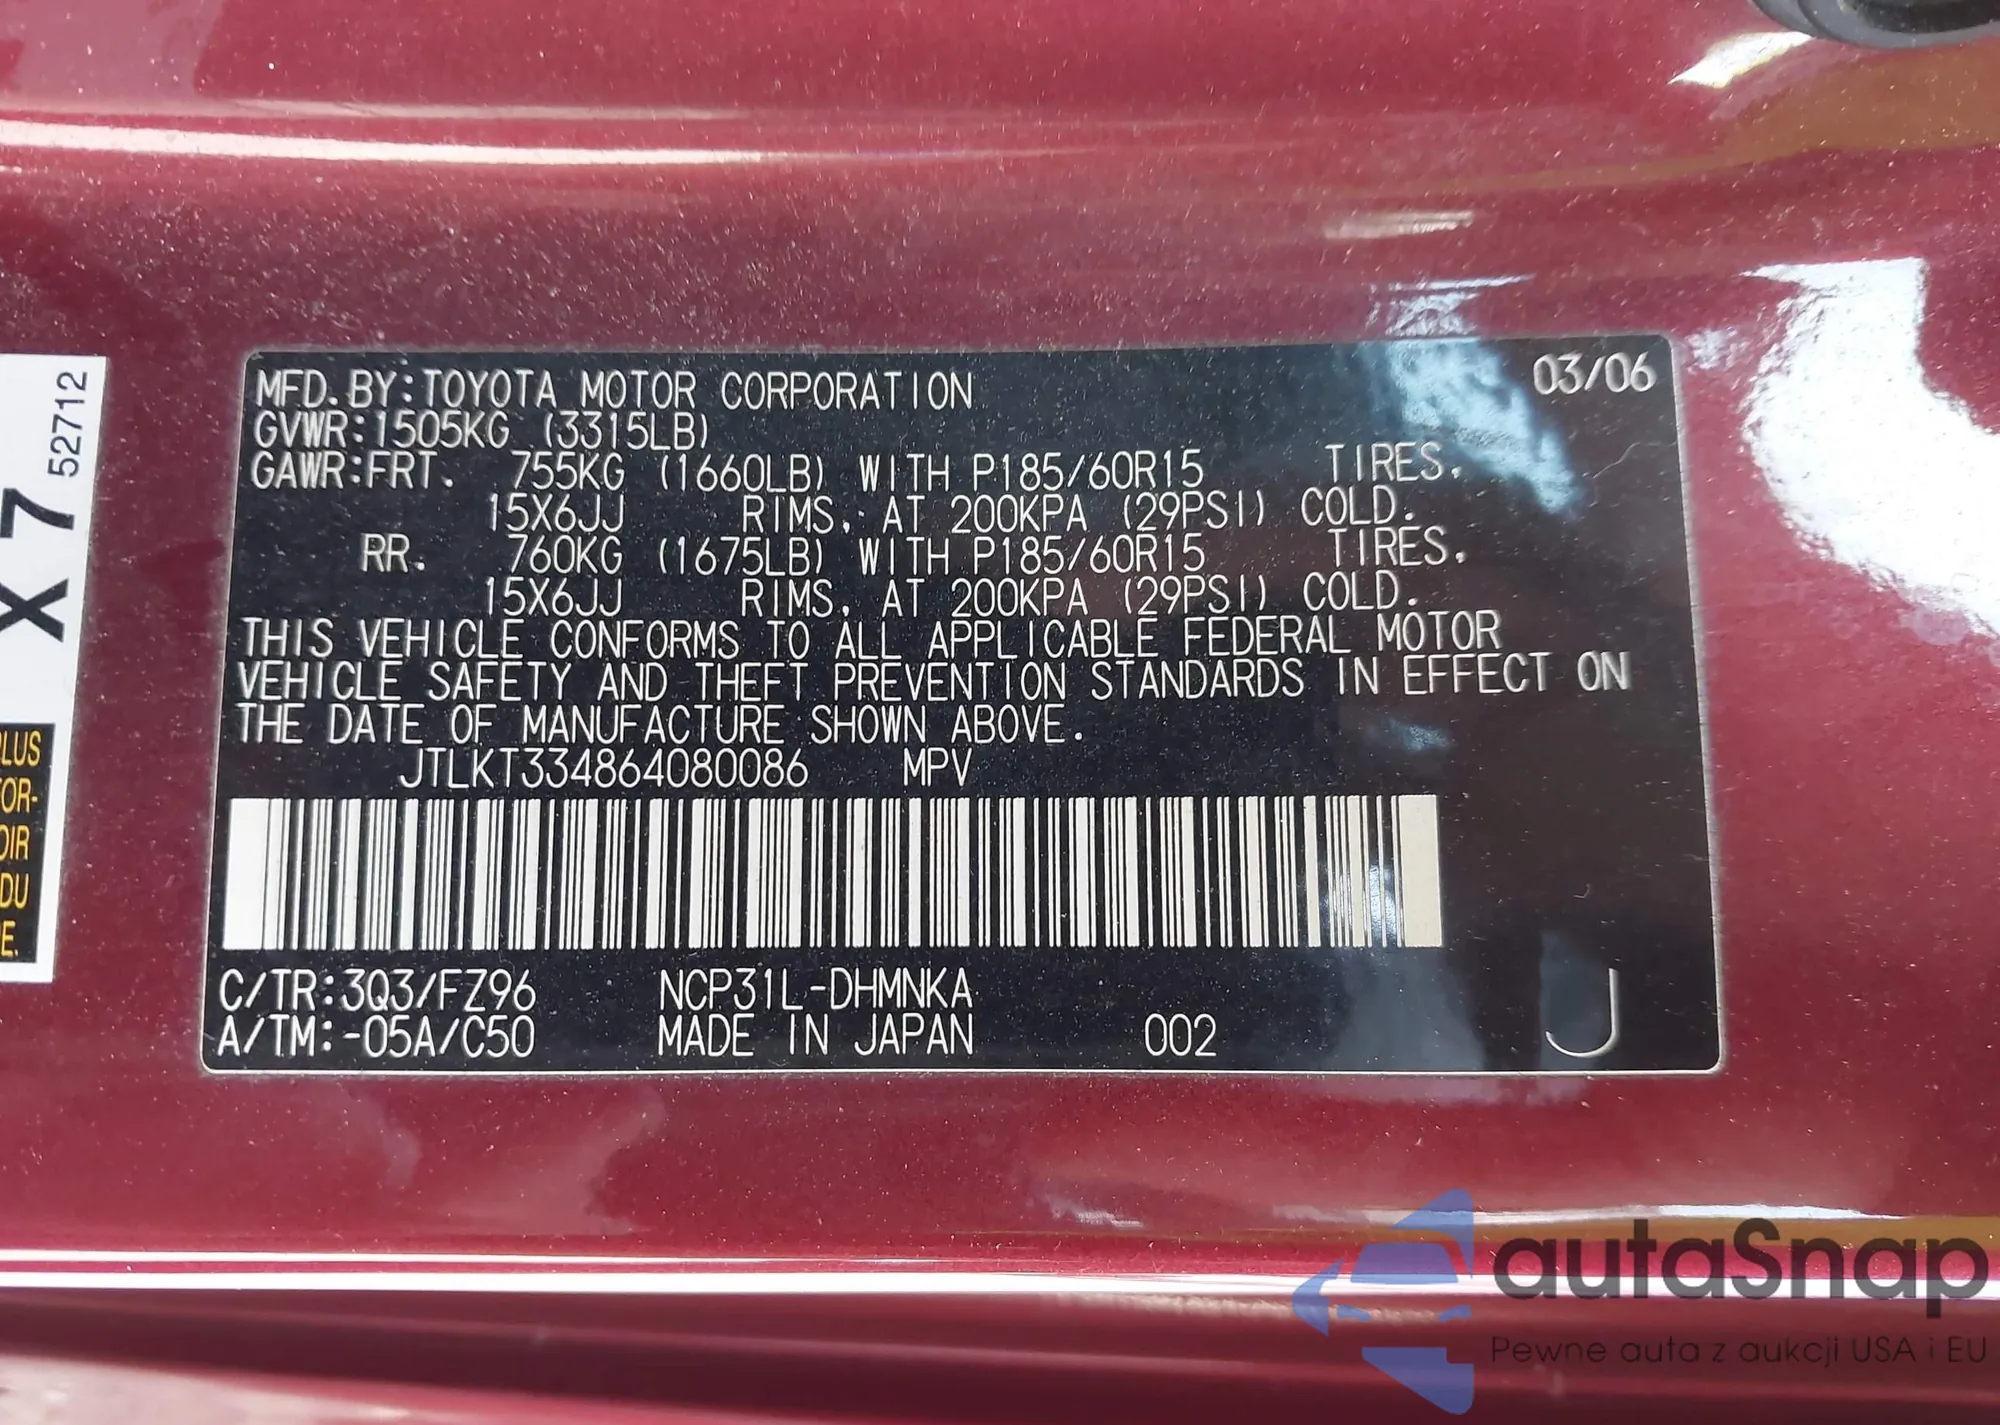 MFD. BY: TOYOTA MOTOR CORPORATION 03/06
GVWR: 1505KG (3315LB)
GAWR: FRT. 755KG (1660LB) WITH P185/60R15 TIRES,
15X6JJ RIMS, AT 200KPA (29PSI) COLD.
RR. 760KG (1675LB) WITH P185/60R15 TIRES,
15X6JJ RIMS, AT 200KPA (29PSI) COLD.
THIS VEHICLE CONFORMS TO ALL APPLICABLE FEDERAL MOTOR
VEHICLE SAFETY AND THEFT PREVENTION STANDARDS IN EFFECT ON
THE DATE OF MANUFACTURE SHOWN ABOVE.
JTLKT334864080086 MPV
C/TR: 3Q3/FZ96 NCP31L-DHMNKA
A/TM: -05A/C50 MADE IN JAPAN 002 J
X 7 52712
PLUS
OIR
DU
E.
autaSnap
Pewne auta z aukcji USA i EU